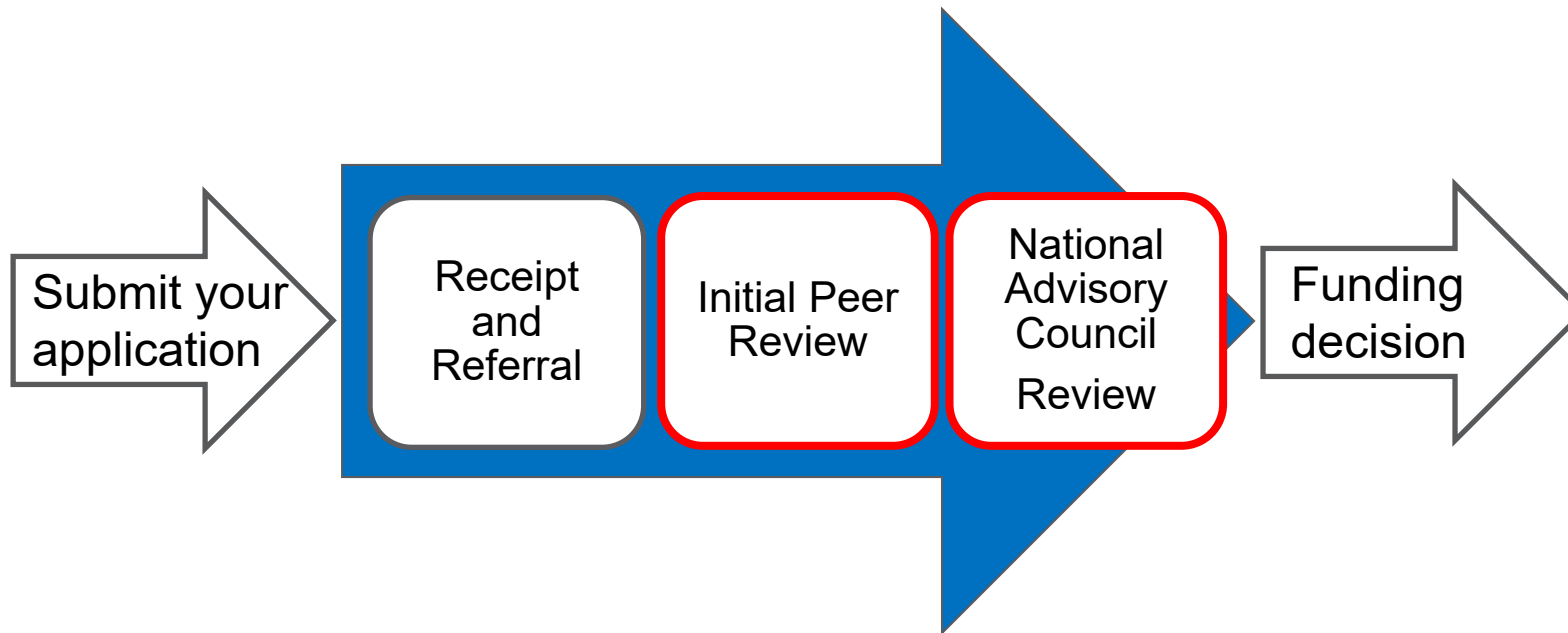 Submit your
application
Receipt
and
Referral
Initial Peer
Review
National
Advisory
Council
Review
Funding
decision